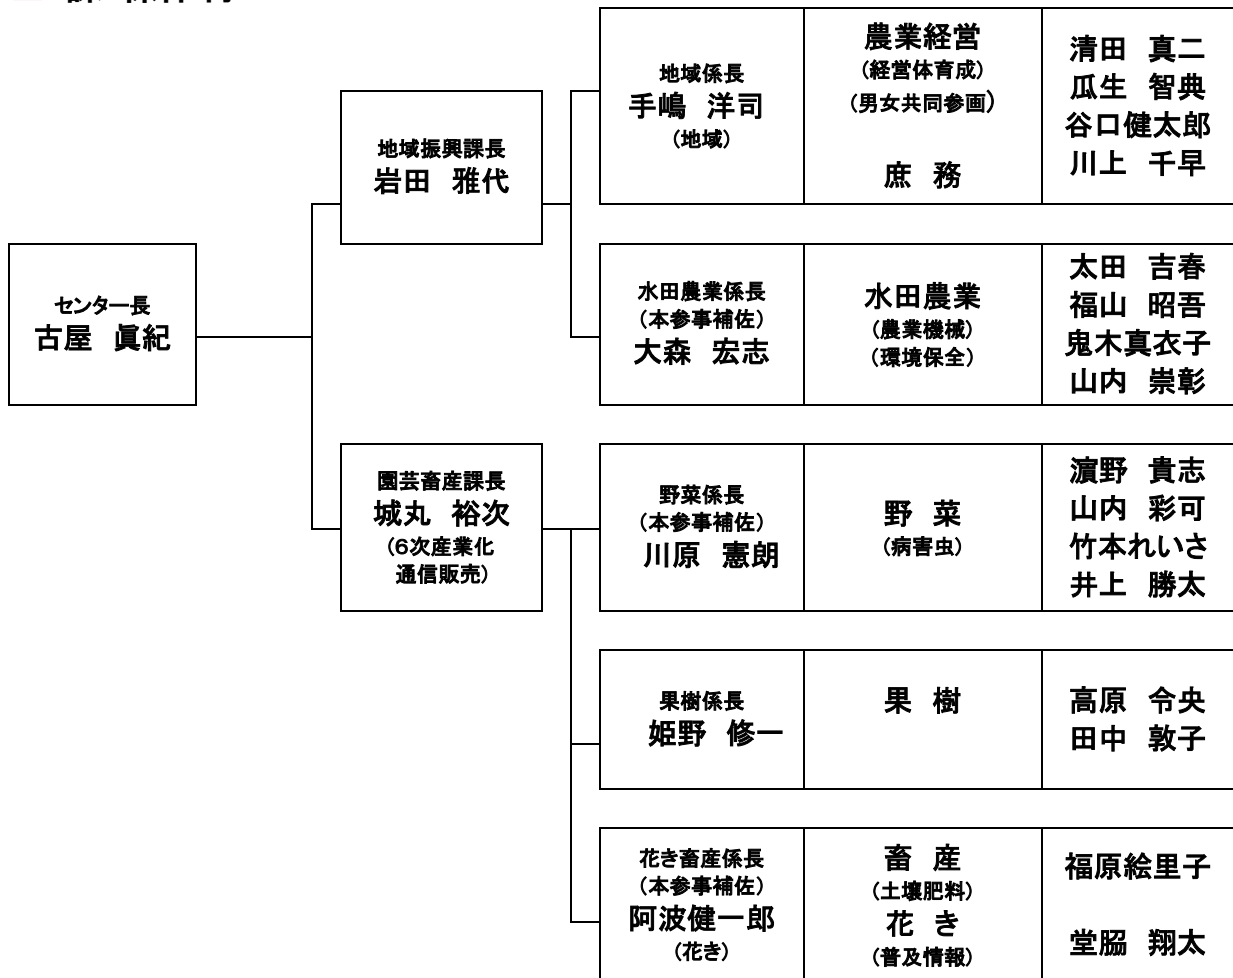 センター長
古屋　眞紀
地域振興課長
岩田　雅代
地域係長
手嶋　洋司
(地域)
農業経営
(経営体育成)
(男女共同参画)
庶　務
清田　真二
瓜生　智典
谷口健太郎
川上　千早
水田農業係長
(本参事補佐)
大森　宏志
水田農業
(農業機械)
(環境保全)
太田　吉春
福山　昭吾
鬼木真衣子
山内　崇彰
園芸畜産課長
城丸　裕次
(6次産業化
通信販売)
野菜係長
(本参事補佐)
川原　憲朗
野　菜
(病害虫)
濵野　貴志
山内　彩可
竹本れいさ
井上　勝太
果樹係長
姫野　修一
果　樹
高原　令央
田中　敦子
花き畜産係長
(本参事補佐)
阿波健一郎
(花き)
畜　産
(土壌肥料)
花　き
(普及情報)
福原絵里子
堂脇　翔太